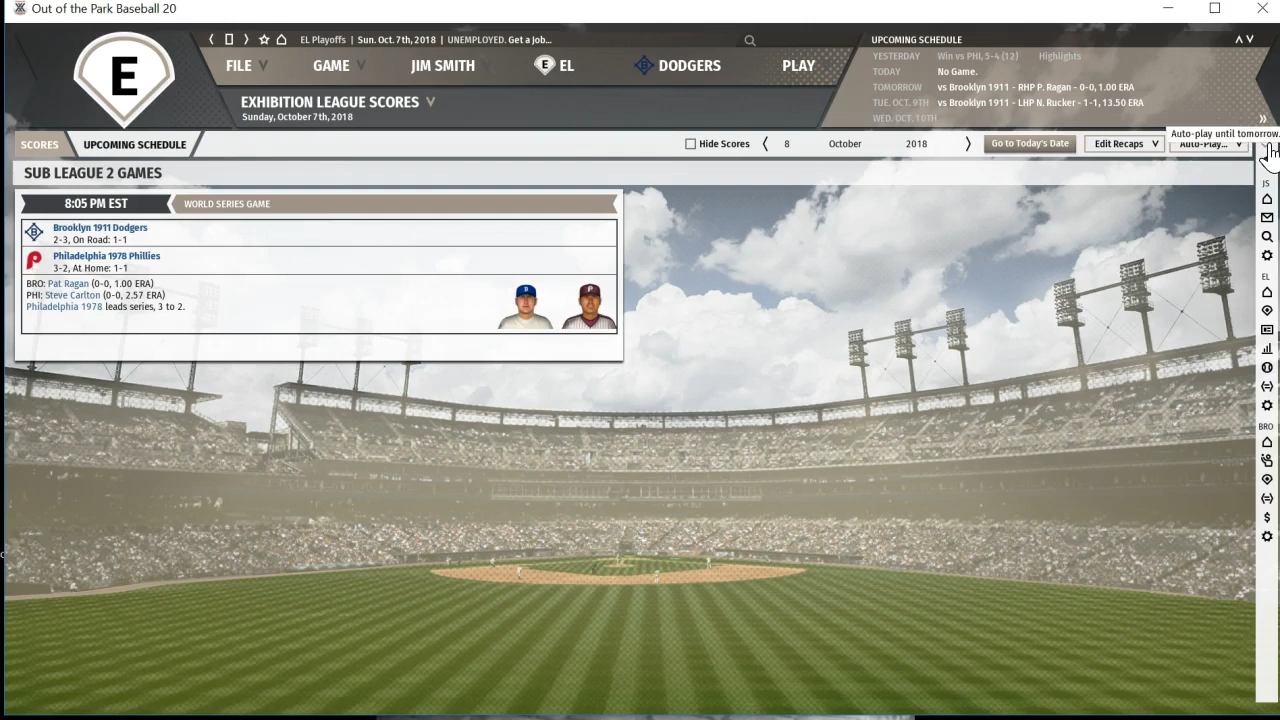 Out of the Park Baseball 20
EL Playoffs | Sun. Oct. 7th, 2018 | UNEMPLOYED. Get a Job...
E
FILE GAME JIM SMITH E EL DODGERS PLAY
EXHIBITION LEAGUE SCORES
Sunday, October 7th, 2018
UPCOMING SCHEDULE
YESTERDAY Win vs PHI, 5-4 (12) Highlights
TODAY No Game.
TOMORROW vs Brooklyn 1911 - RHP P. Ragan - 0-0, 1.00 ERA
TUE. OCT. 9TH vs Brooklyn 1911 - LHP N. Rucker - 1-1, 13.50 ERA
WED. OCT. 10TH
Auto-play until tomorrow.
SCORES UPCOMING SCHEDULE Hide Scores 8 October 2018 Go to Today's Date Edit Recaps Auto-Play...
SUB LEAGUE 2 GAMES
8:05 PM EST WORLD SERIES GAME
Brooklyn 1911 Dodgers
2-3, On Road: 1-1
Philadelphia 1978 Phillies
3-2, At Home: 1-1
BRO: Pat Ragan (0-0, 1.00 ERA)
PHI: Steve Carlton (0-0, 2.57 ERA)
Philadelphia 1978 leads series, 3 to 2.
JS
EL
BRO